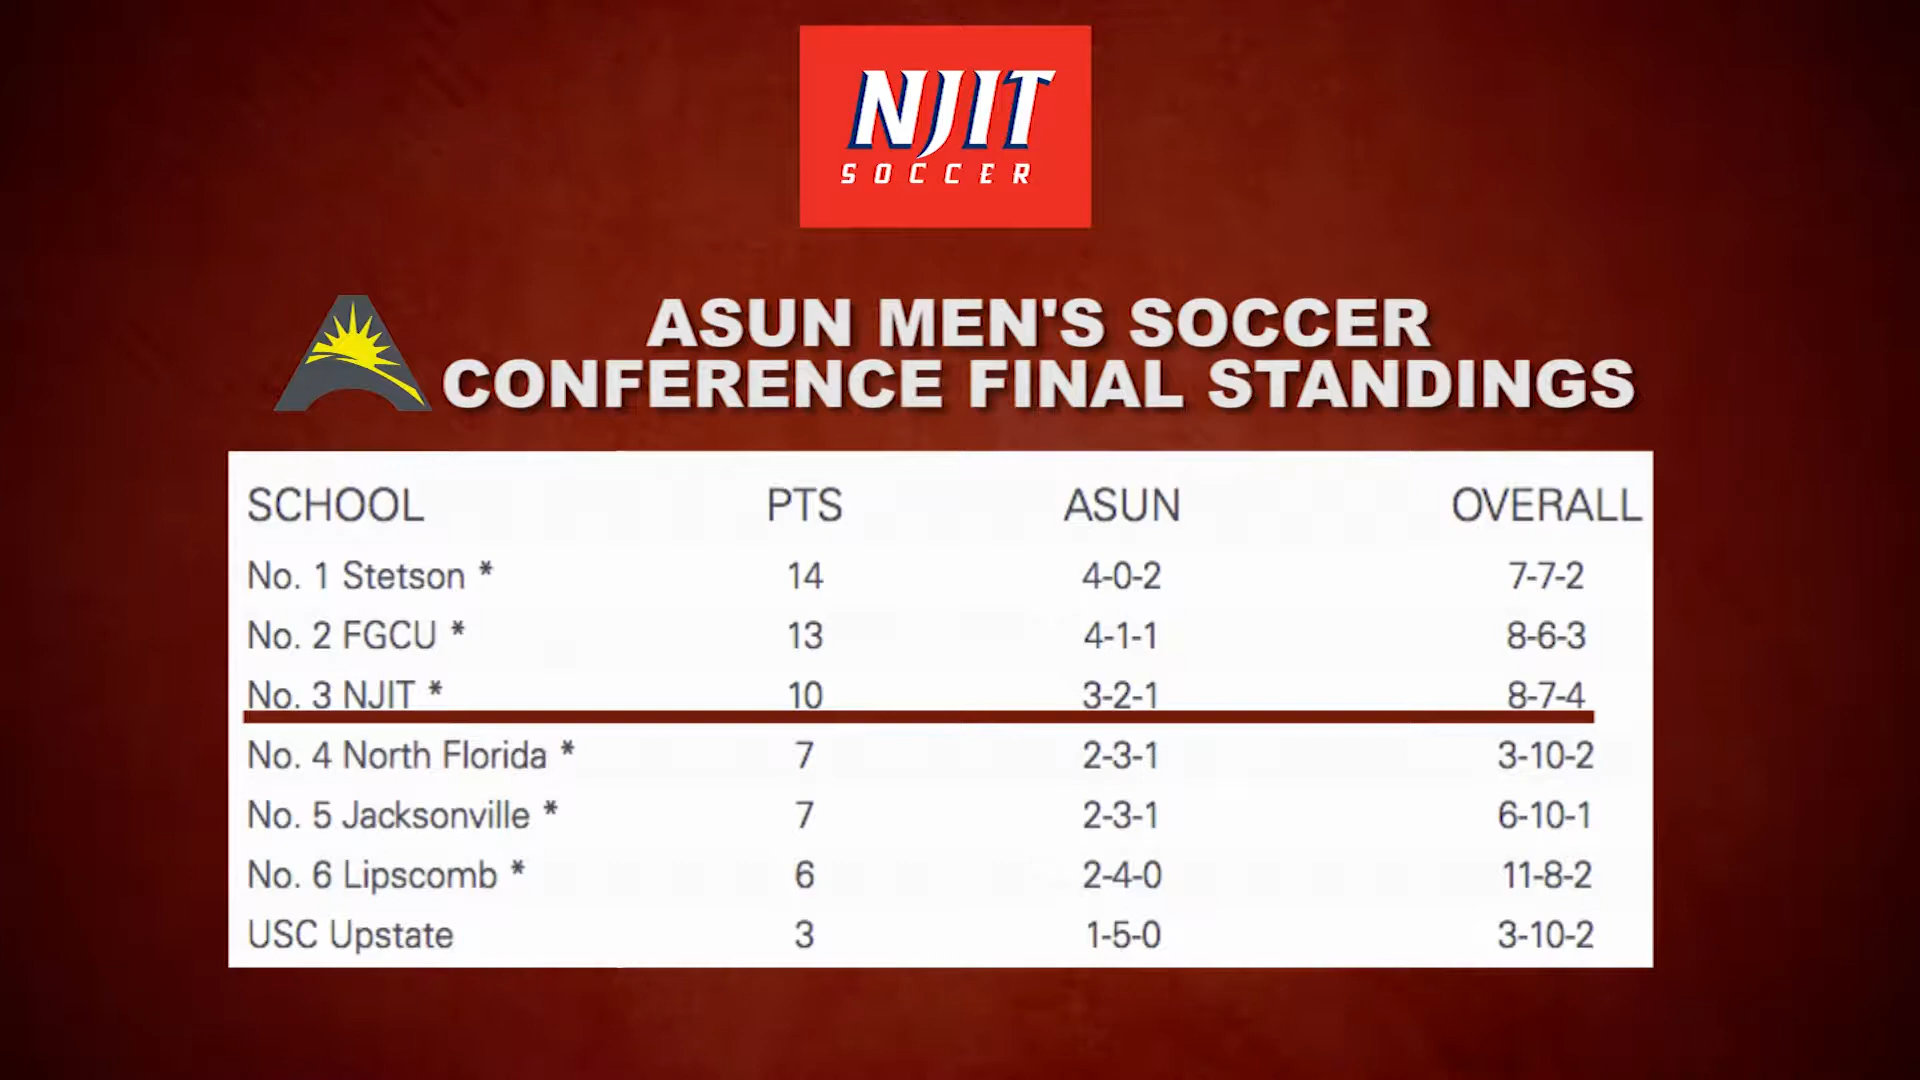 NJIT
SOCCER
ASUN MEN'S SOCCER
CONFERENCE FINAL STANDINGS
SCHOOL PTS ASUN OVERALL
No. 1 Stetson * 14 4-0-2 7-7-2
No. 2 FGCU * 13 4-1-1 8-6-3
No. 3 NJIT * 10 3-2-1 8-7-4
No. 4 North Florida * 7 2-3-1 3-10-2
No. 5 Jacksonville * 7 2-3-1 6-10-1
No. 6 Lipscomb * 6 2-4-0 11-8-2
USC Upstate 3 1-5-0 3-10-2